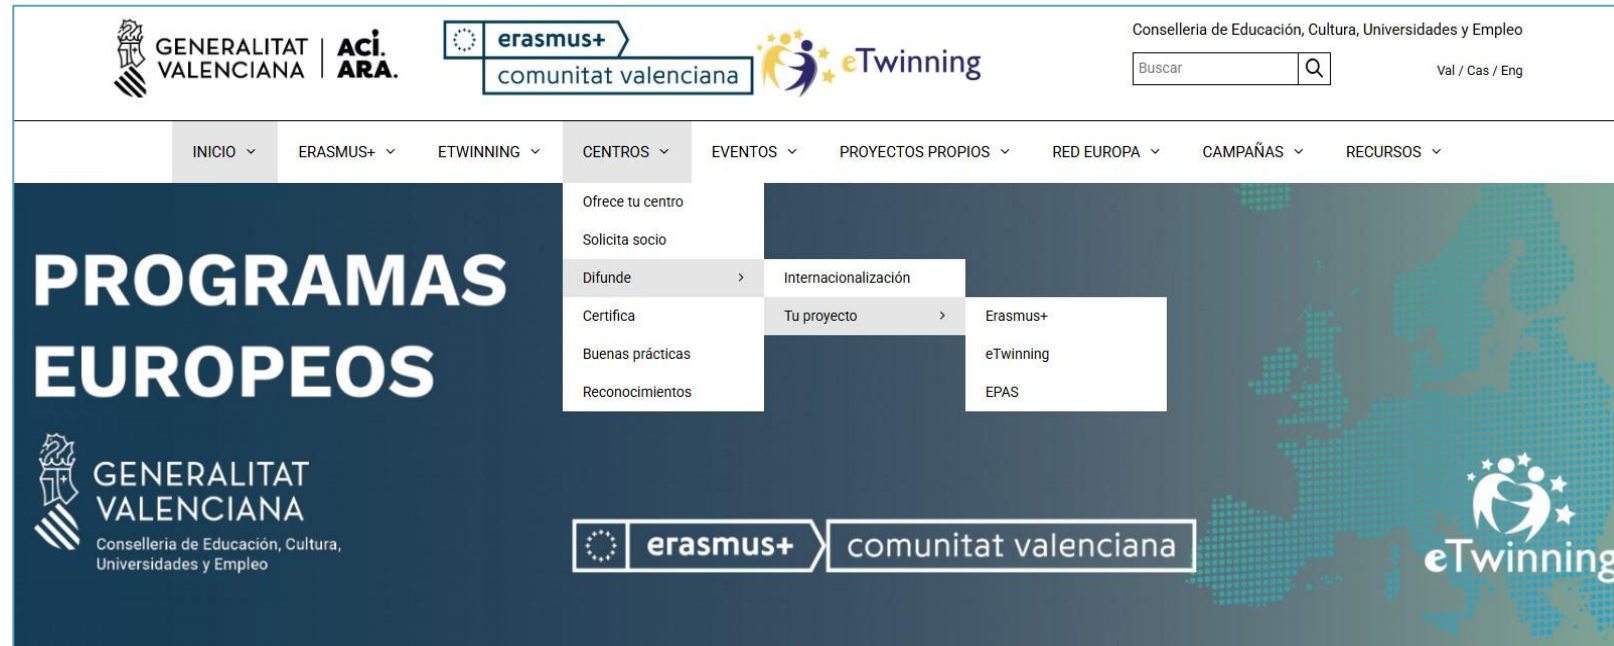 GENERALITAT
VALENCIANA
ACÍ.
ARA.
erasmus+
comunitat valenciana
eTwinning
Conselleria de Educación, Cultura, Universidades y Empleo
Buscar
Val / Cas / Eng
INICIO ERASMUS+ ETWINNING CENTROS EVENTOS PROYECTOS PROPIOS RED EUROPA CAMPAÑAS RECURSOS
Ofrece tu centro
Solicita socio
Difunde Internacionalización
Certifica Tu proyecto Erasmus+
Buenas prácticas eTwinning
Reconocimientos EPAS
PROGRAMAS
EUROPEOS
GENERALITAT
VALENCIANA
Conselleria de Educación, Cultura,
Universidades y Empleo
erasmus+ comunitat valenciana
eTwinning